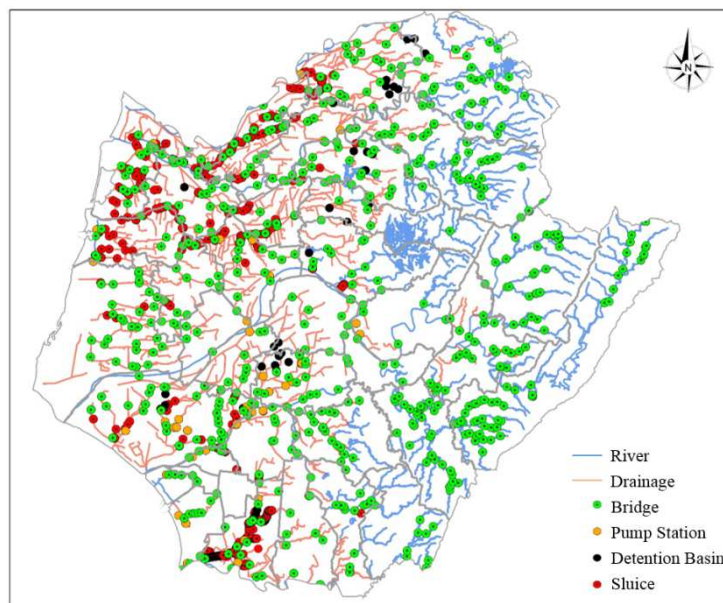 N
River
Drainage
Bridge
Pump Station
Detention Basin
Sluice